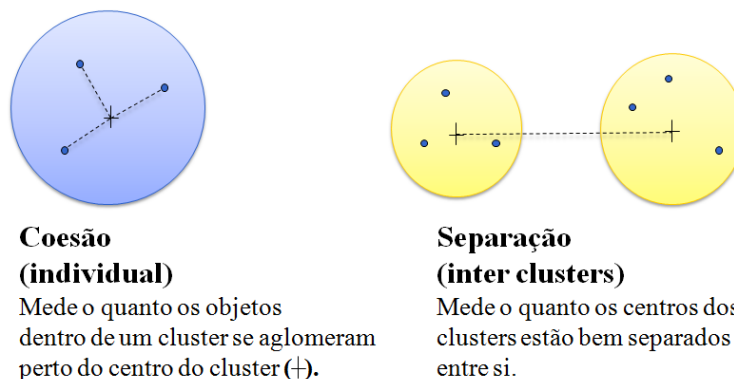 Coesão
(individual)
Mede o quanto os objetos
dentro de um cluster se aglomeram
perto do centro do cluster (+).
Separação
(inter clusters)
Mede o quanto os centros dos
clusters estão bem separados
entre si.